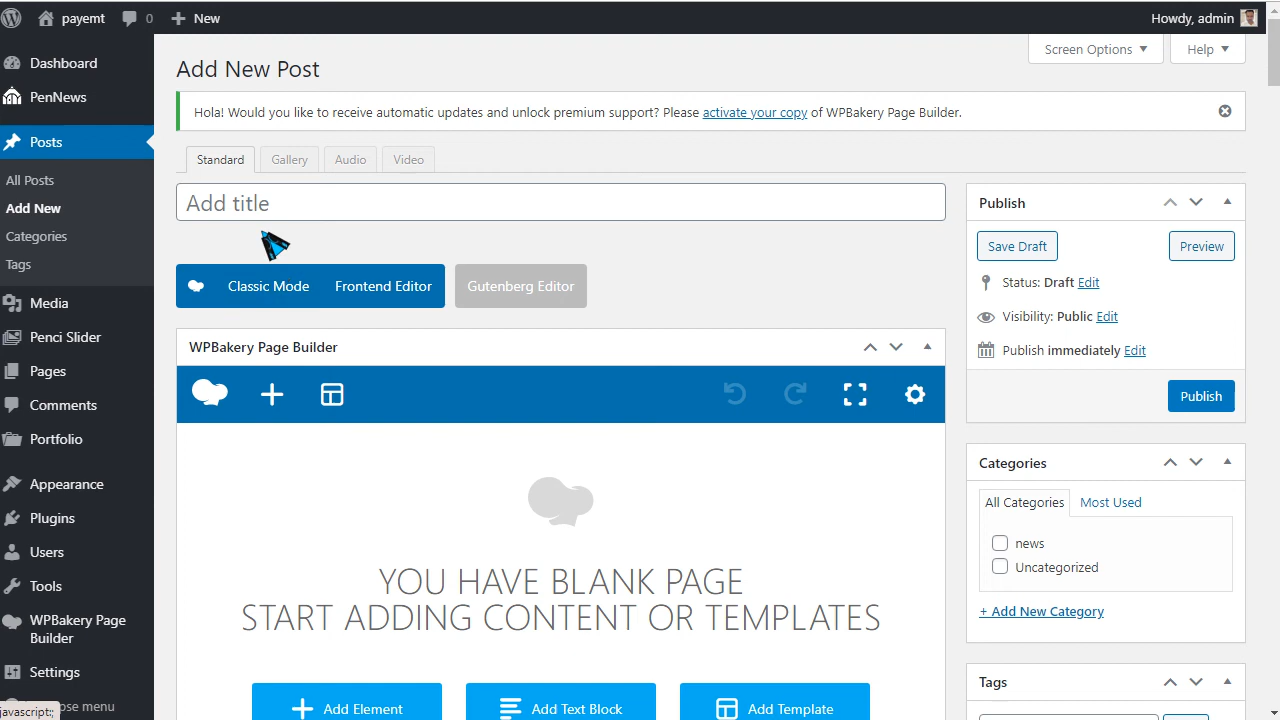 payemt
0
New
Howdy, admin
Dashboard
PenNews
Posts
All Posts
Add New
Categories
Tags
Media
Penci Slider
Pages
Comments
Portfolio
Appearance
Plugins
Users
Tools
WPBakery Page
Builder
Settings
menu
javascript:;
Screen Options
Help
Add New Post
Hola! Would you like to receive automatic updates and unlock premium support? Please activate your copy of WPBakery Page Builder.
Standard
Gallery
Audio
Video
Add title
Classic Mode
Frontend Editor
Gutenberg Editor
WPBakery Page Builder
YOU HAVE BLANK PAGE
START ADDING CONTENT OR TEMPLATES
Add Element
Add Text Block
Add Template
Publish
Save Draft
Preview
Status: Draft Edit
Visibility: Public Edit
Publish immediately Edit
Publish
Categories
All Categories
Most Used
news
Uncategorized
+ Add New Category
Tags